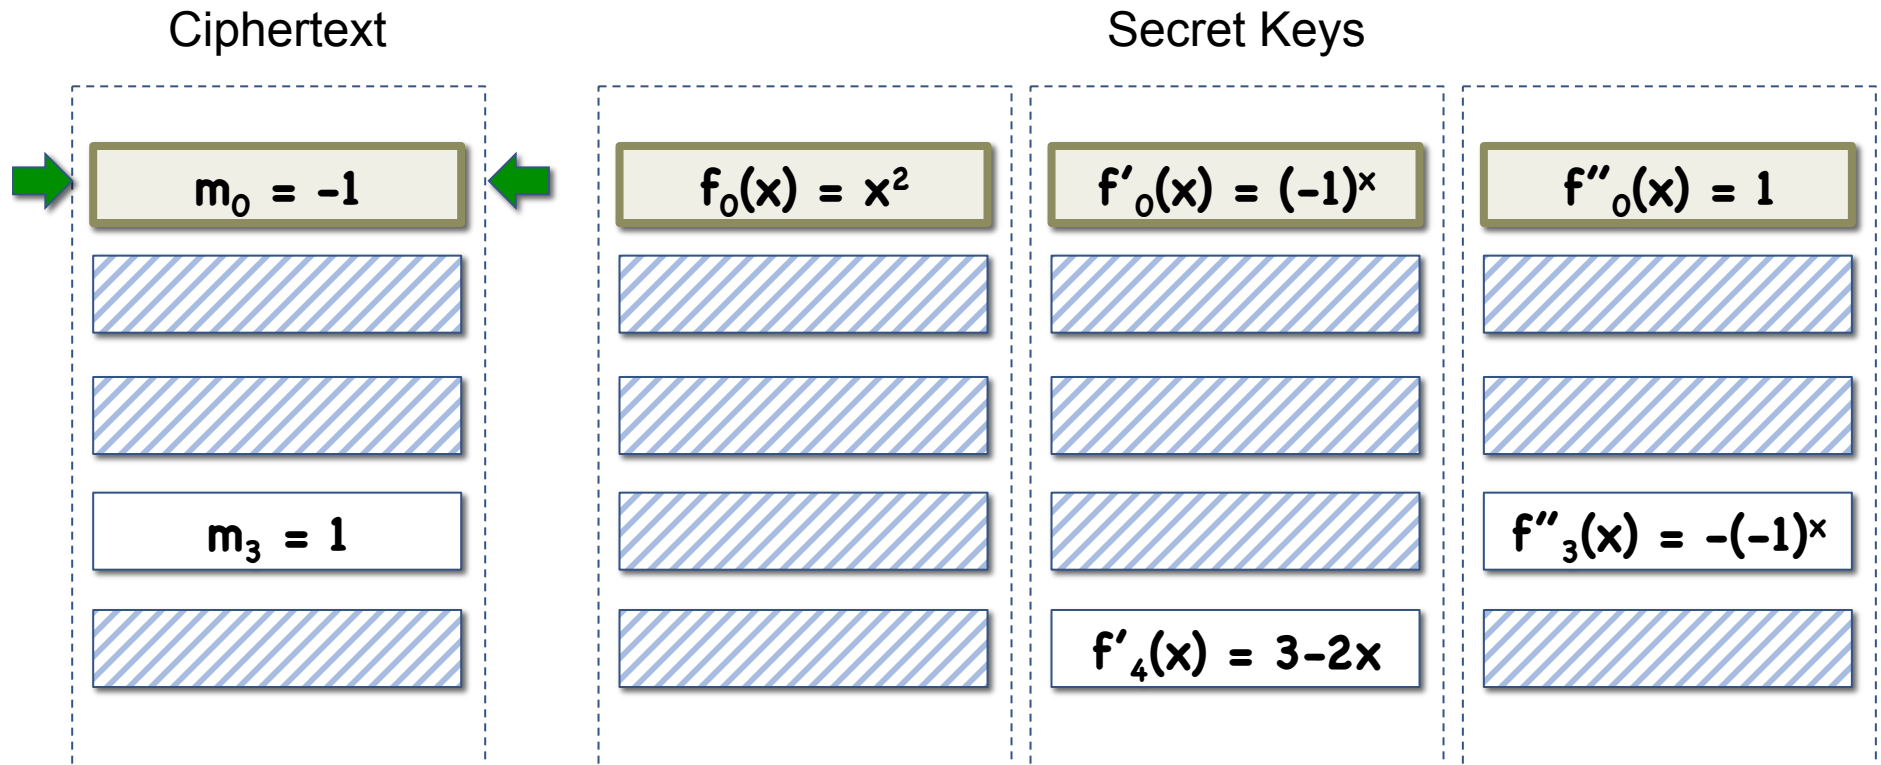 Ciphertext
Secret Keys
m₀ = -1
f₀(x) = x²
f′₀(x) = (-1)ˣ
f″₀(x) = 1
m₃ = 1
f″₃(x) = -(-1)ˣ
f′₄(x) = 3-2x